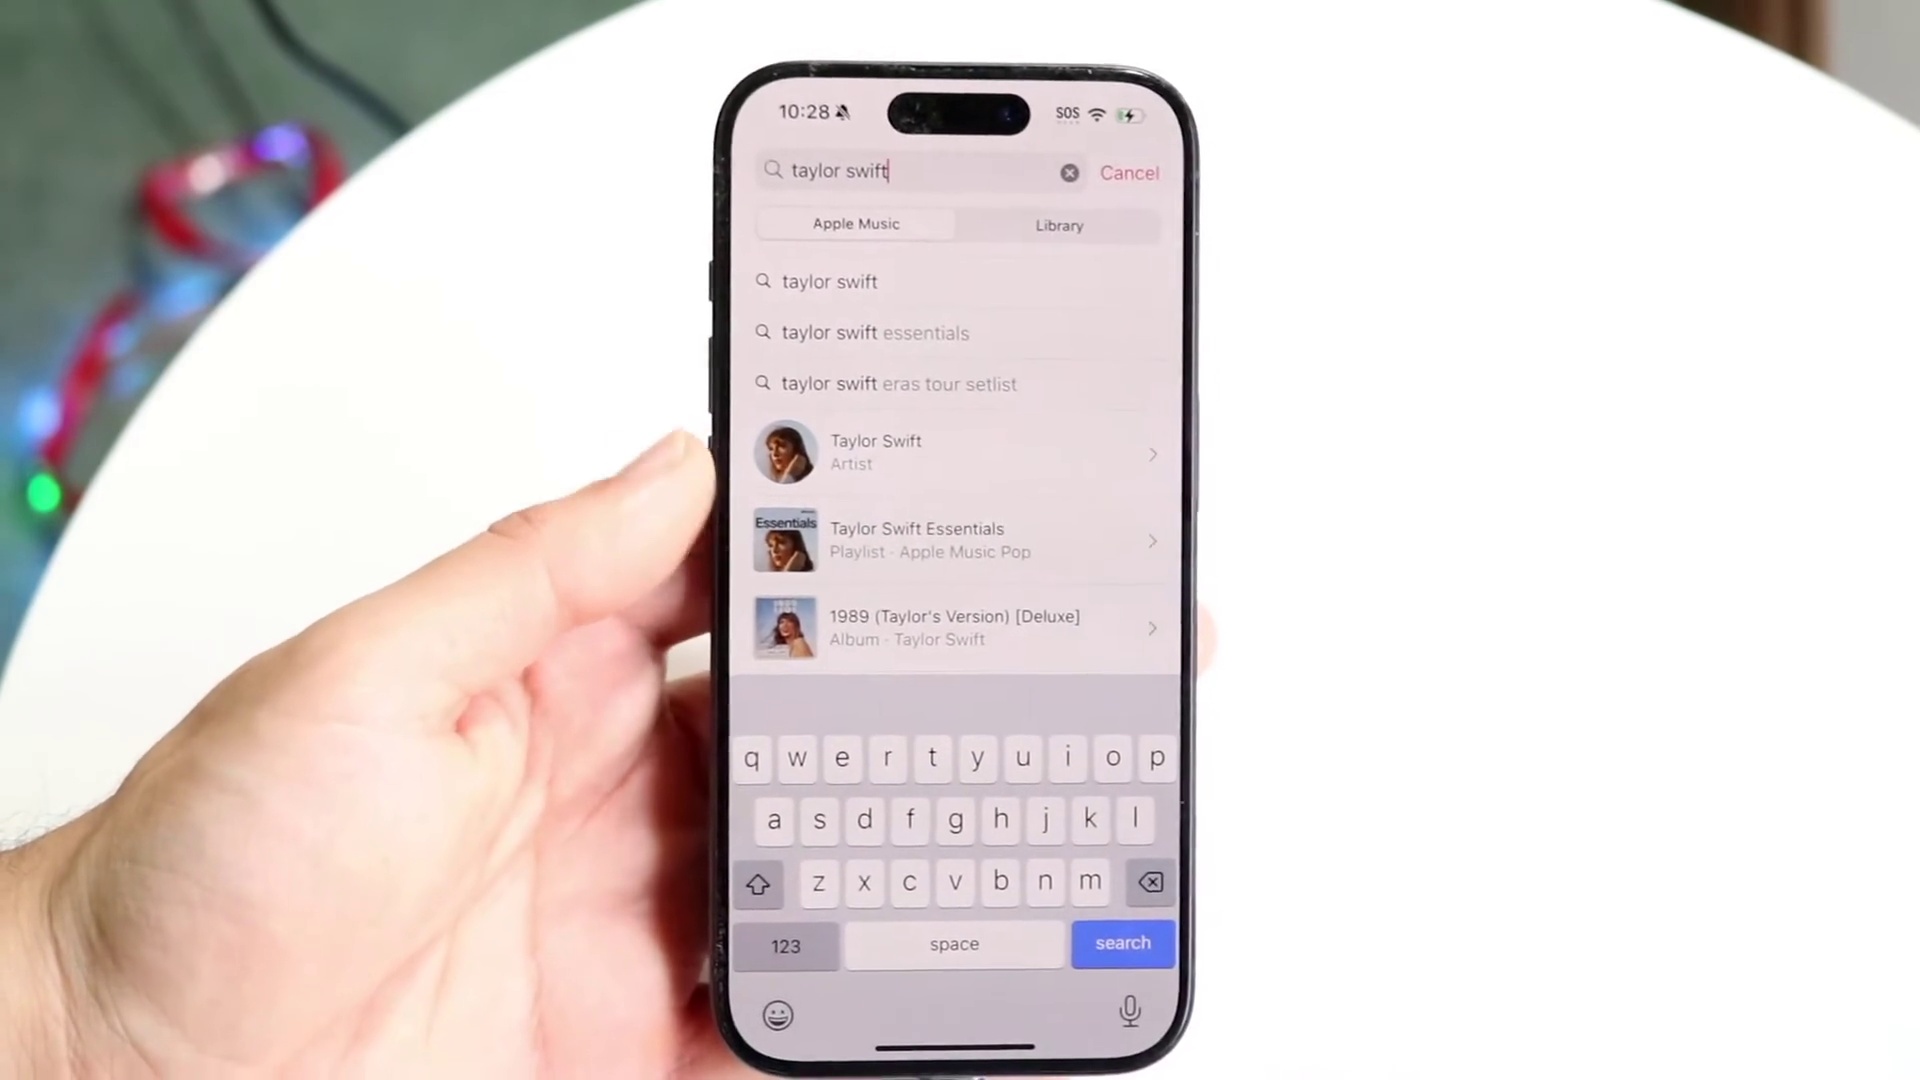 10:28 SOS
taylor swift Cancel
Apple Music Library
taylor swift
taylor swift essentials
taylor swift eras tour setlist
Taylor Swift
Artist
Essentials
Taylor Swift Essentials
Playlist · Apple Music Pop
1989 (Taylor's Version) [Deluxe]
Album · Taylor Swift
q w e r t y u i o p
a s d f g h j k l
z x c v b n m
123 space search